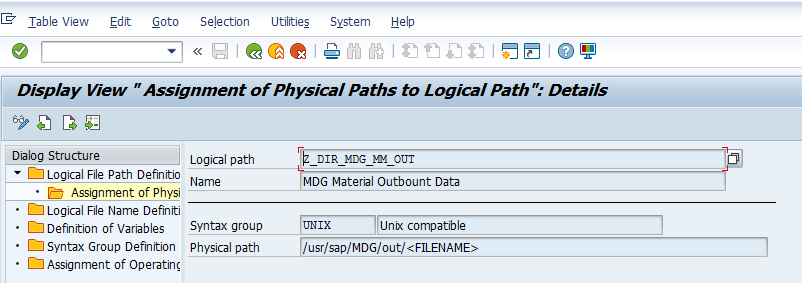 Table View Edit Goto Selection Utilities System Help
Display View " Assignment of Physical Paths to Logical Path": Details
Dialog Structure
Logical File Path Definitio
Assignment of Physi
Logical File Name Definiti
Definition of Variables
Syntax Group Definition
Assignment of Operating
Logical path Z_DIR_MDG_MM_OUT
Name MDG Material Outbount Data
Syntax group UNIX Unix compatible
Physical path /usr/sap/MDG/out/<FILENAME>